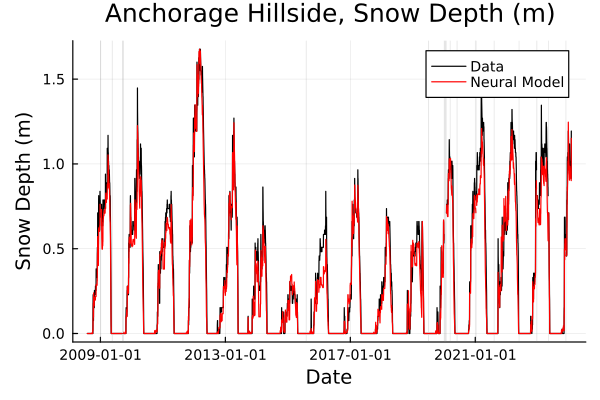 Anchorage Hillside, Snow Depth (m)
Data
Neural Model
Snow Depth (m)
1.5
1.0
0.5
0.0
2009-01-01
2013-01-01
2017-01-01
2021-01-01
Date